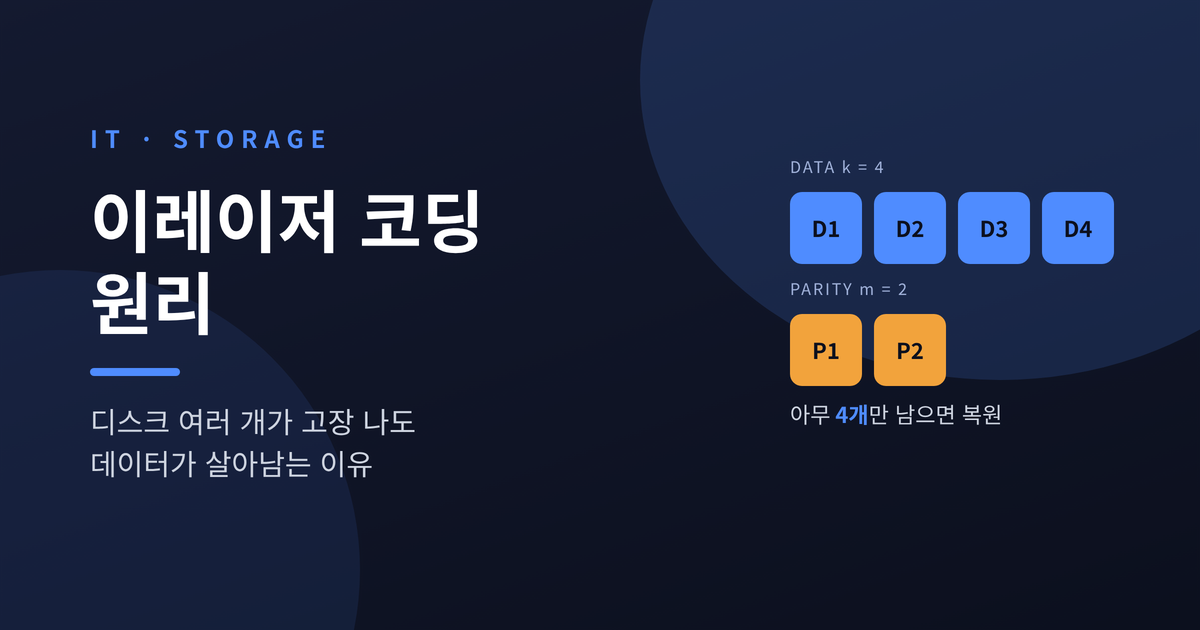 IT · STORAGE
이레이저 코딩
원리
디스크 여러 개가 고장 나도
데이터가 살아남는 이유
DATA k = 4
D1 D2 D3 D4
PARITY m = 2
P1 P2
아무 4개만 남으면 복원